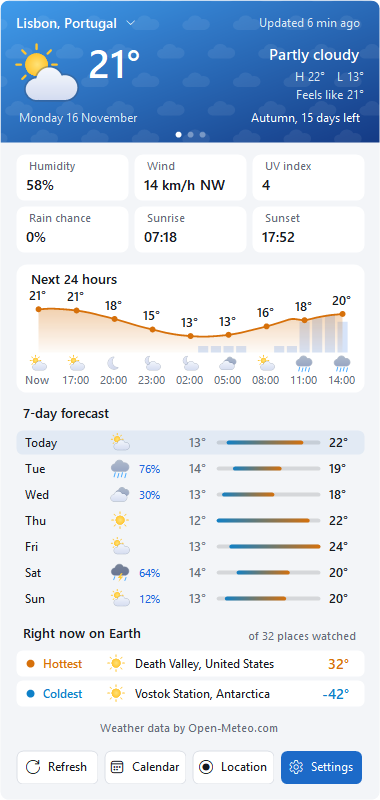 Lisbon, Portugal
Updated 6 min ago
21°
Partly cloudy
H 22° L 13°
Feels like 21°
Monday 16 November
Autumn, 15 days left
Humidity
58%
Wind
14 km/h NW
UV index
4
Rain chance
0%
Sunrise
07:18
Sunset
17:52
Next 24 hours
21° 21° 18° 15° 13° 13° 16° 18° 20°
Now 17:00 20:00 23:00 02:00 05:00 08:00 11:00 14:00
7-day forecast
Today 13° 22°
Tue 76% 14° 19°
Wed 30% 13° 18°
Thu 12° 22°
Fri 13° 24°
Sat 64% 14° 20°
Sun 12% 13° 20°
Right now on Earth
of 32 places watched
Hottest Death Valley, United States 32°
Coldest Vostok Station, Antarctica -42°
Weather data by Open-Meteo.com
Refresh Calendar Location Settings